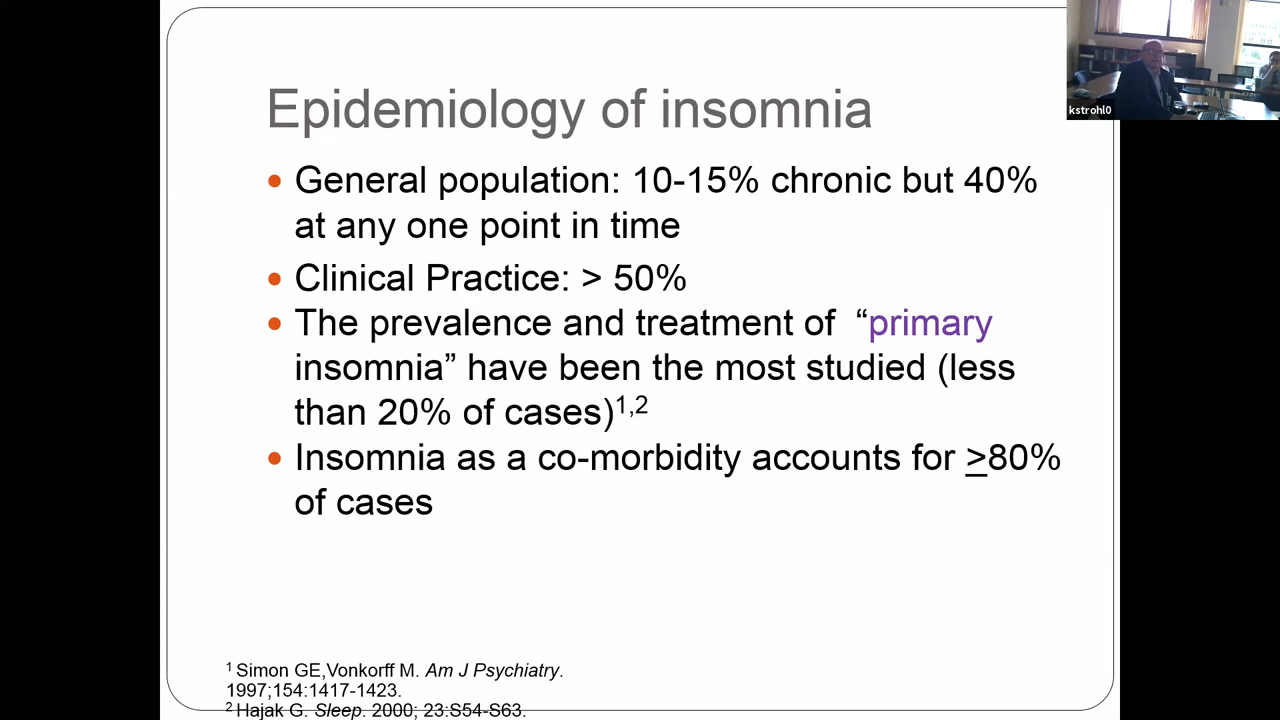 Epidemiology of insomnia
• General population: 10-15% chronic but 40%
at any one point in time
• Clinical Practice: > 50%
• The prevalence and treatment of “primary
insomnia” have been the most studied (less
than 20% of cases)1,2
• Insomnia as a co-morbidity accounts for >80%
of cases
1 Simon GE,Vonkorff M. Am J Psychiatry.
1997;154:1417-1423.
2 Hajak G. Sleep. 2000; 23:S54-S63.
kstrohl0